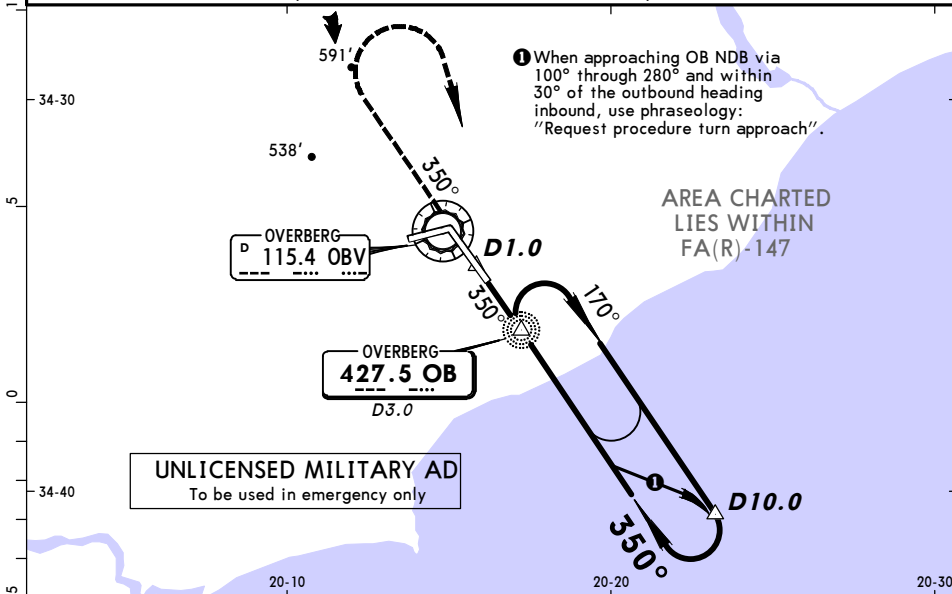 591'
❶ When approaching OB NDB via
100° through 280° and within
30° of the outbound heading
inbound, use phraseology:
"Request procedure turn approach".
34-30
538'
350°
AREA CHARTED
LIES WITHIN
FA(R)-147
5
OVERBERG
D 115.4 OBV
D1.0
350°
170°
OVERBERG
427.5 OB
D3.0
0
UNLICENSED MILITARY AD
To be used in emergency only
❶
34-40
D10.0
350°
5
20-10
20-20
20-30